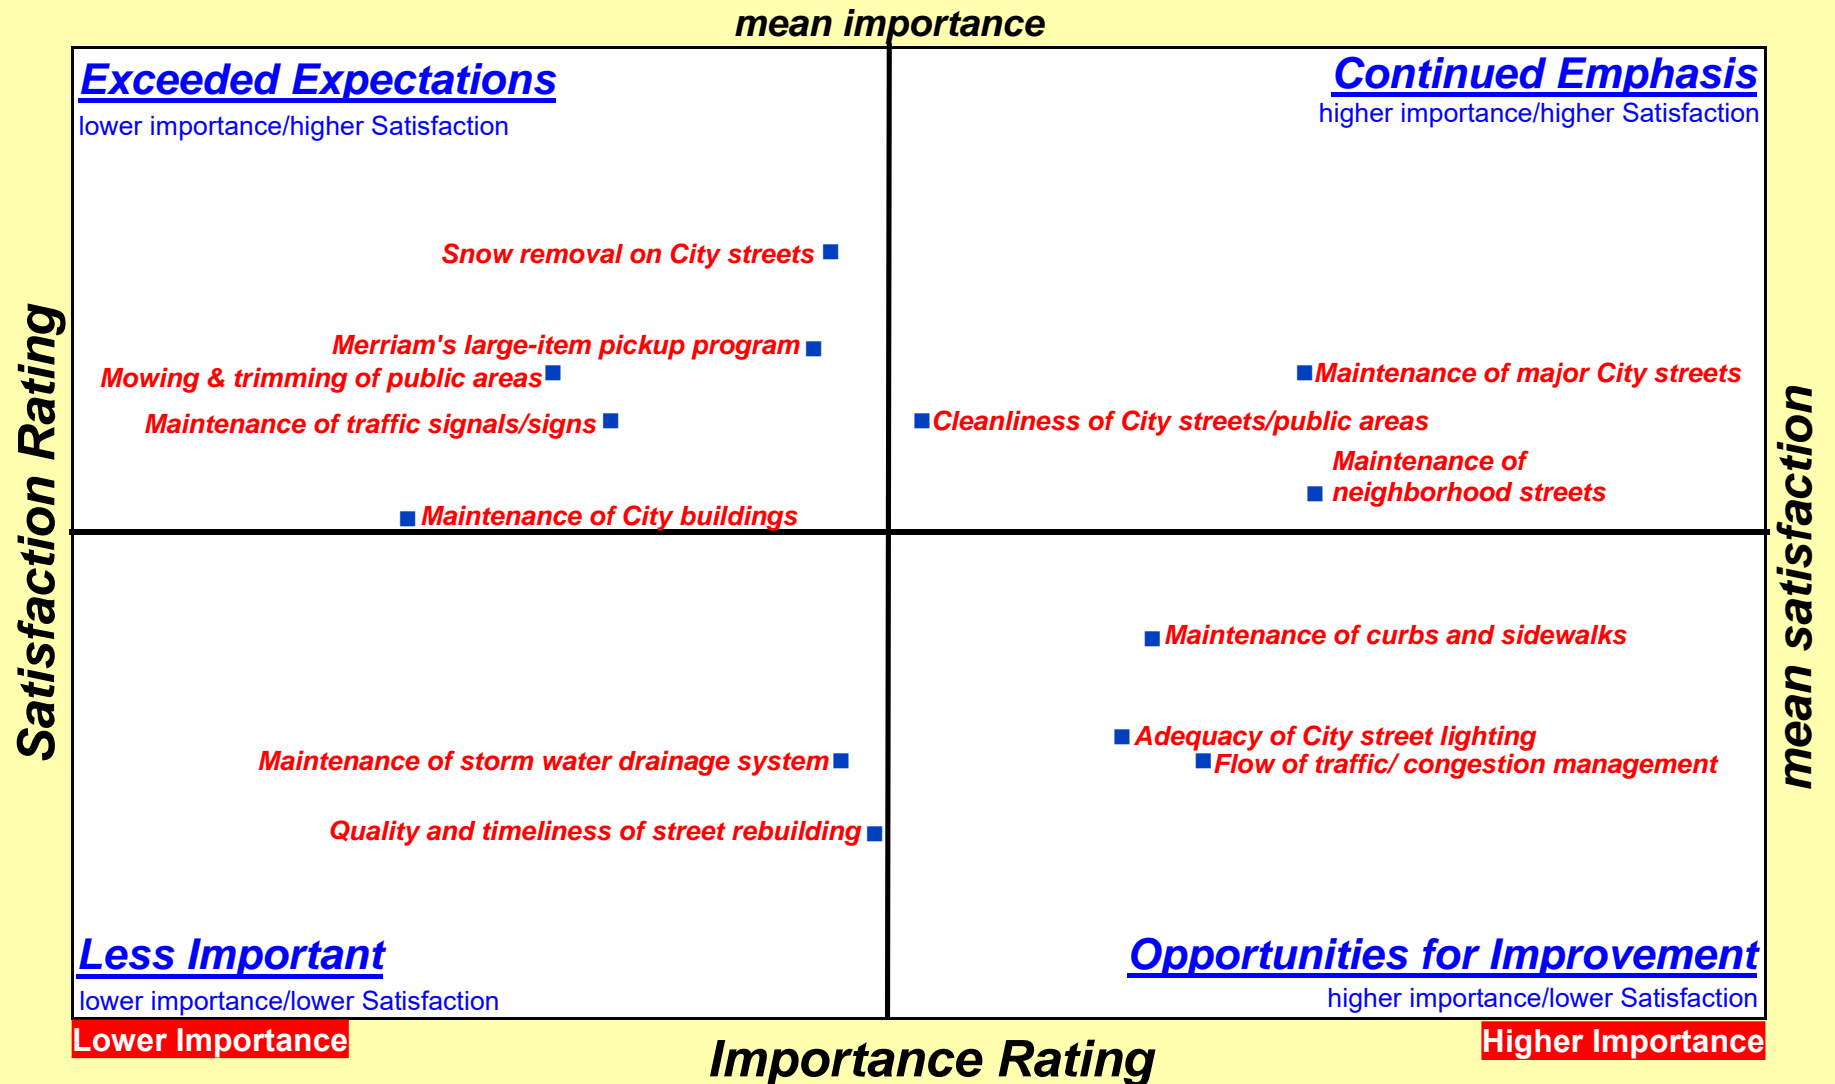 mean importance
Exceeded Expectations
lower importance/higher Satisfaction
Continued Emphasis
higher importance/higher Satisfaction
Snow removal on City streets
Merriam's large-item pickup program
Mowing & trimming of public areas
Maintenance of traffic signals/signs
Maintenance of City buildings
Maintenance of major City streets
Cleanliness of City streets/public areas
Maintenance of
neighborhood streets
Satisfaction Rating
mean satisfaction
Maintenance of storm water drainage system
Quality and timeliness of street rebuilding
Maintenance of curbs and sidewalks
Adequacy of City street lighting
Flow of traffic/ congestion management
Less Important
lower importance/lower Satisfaction
Opportunities for Improvement
higher importance/lower Satisfaction
Lower Importance
Importance Rating
Higher Importance